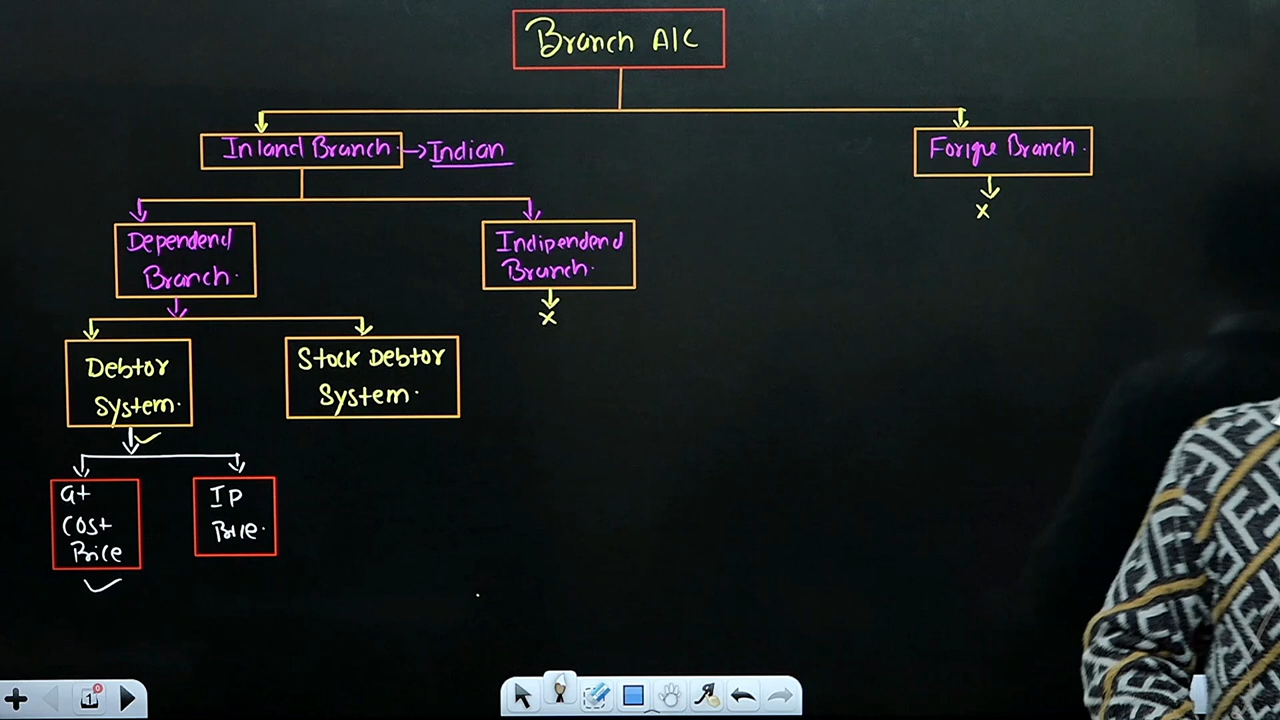 Branch A/C
Inland Branch. → Indian
Forigue Branch.
x
Dependend
Branch.
Indipendend
Branch.
x
Debtor
System.
Stock Debtor
System.
at
Cost
Price
IP
Price.
1